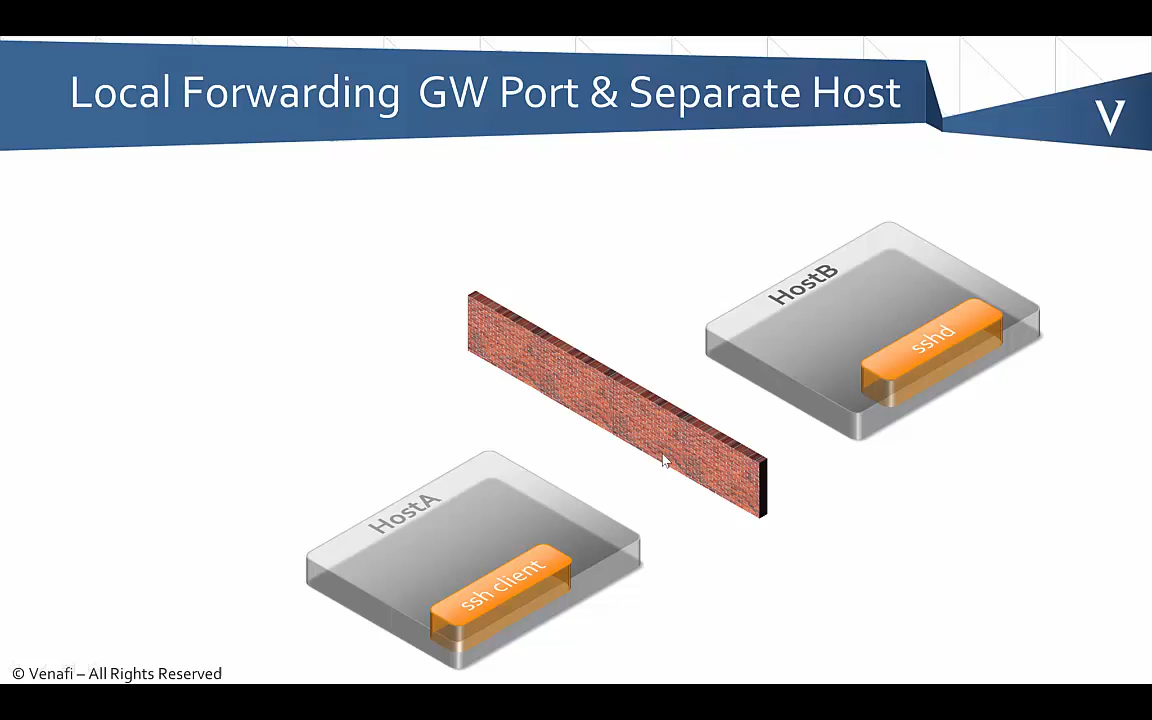 Local Forwarding GW Port & Separate Host
V
HostB
sshd
HostA
ssh client
© Venafi – All Rights Reserved